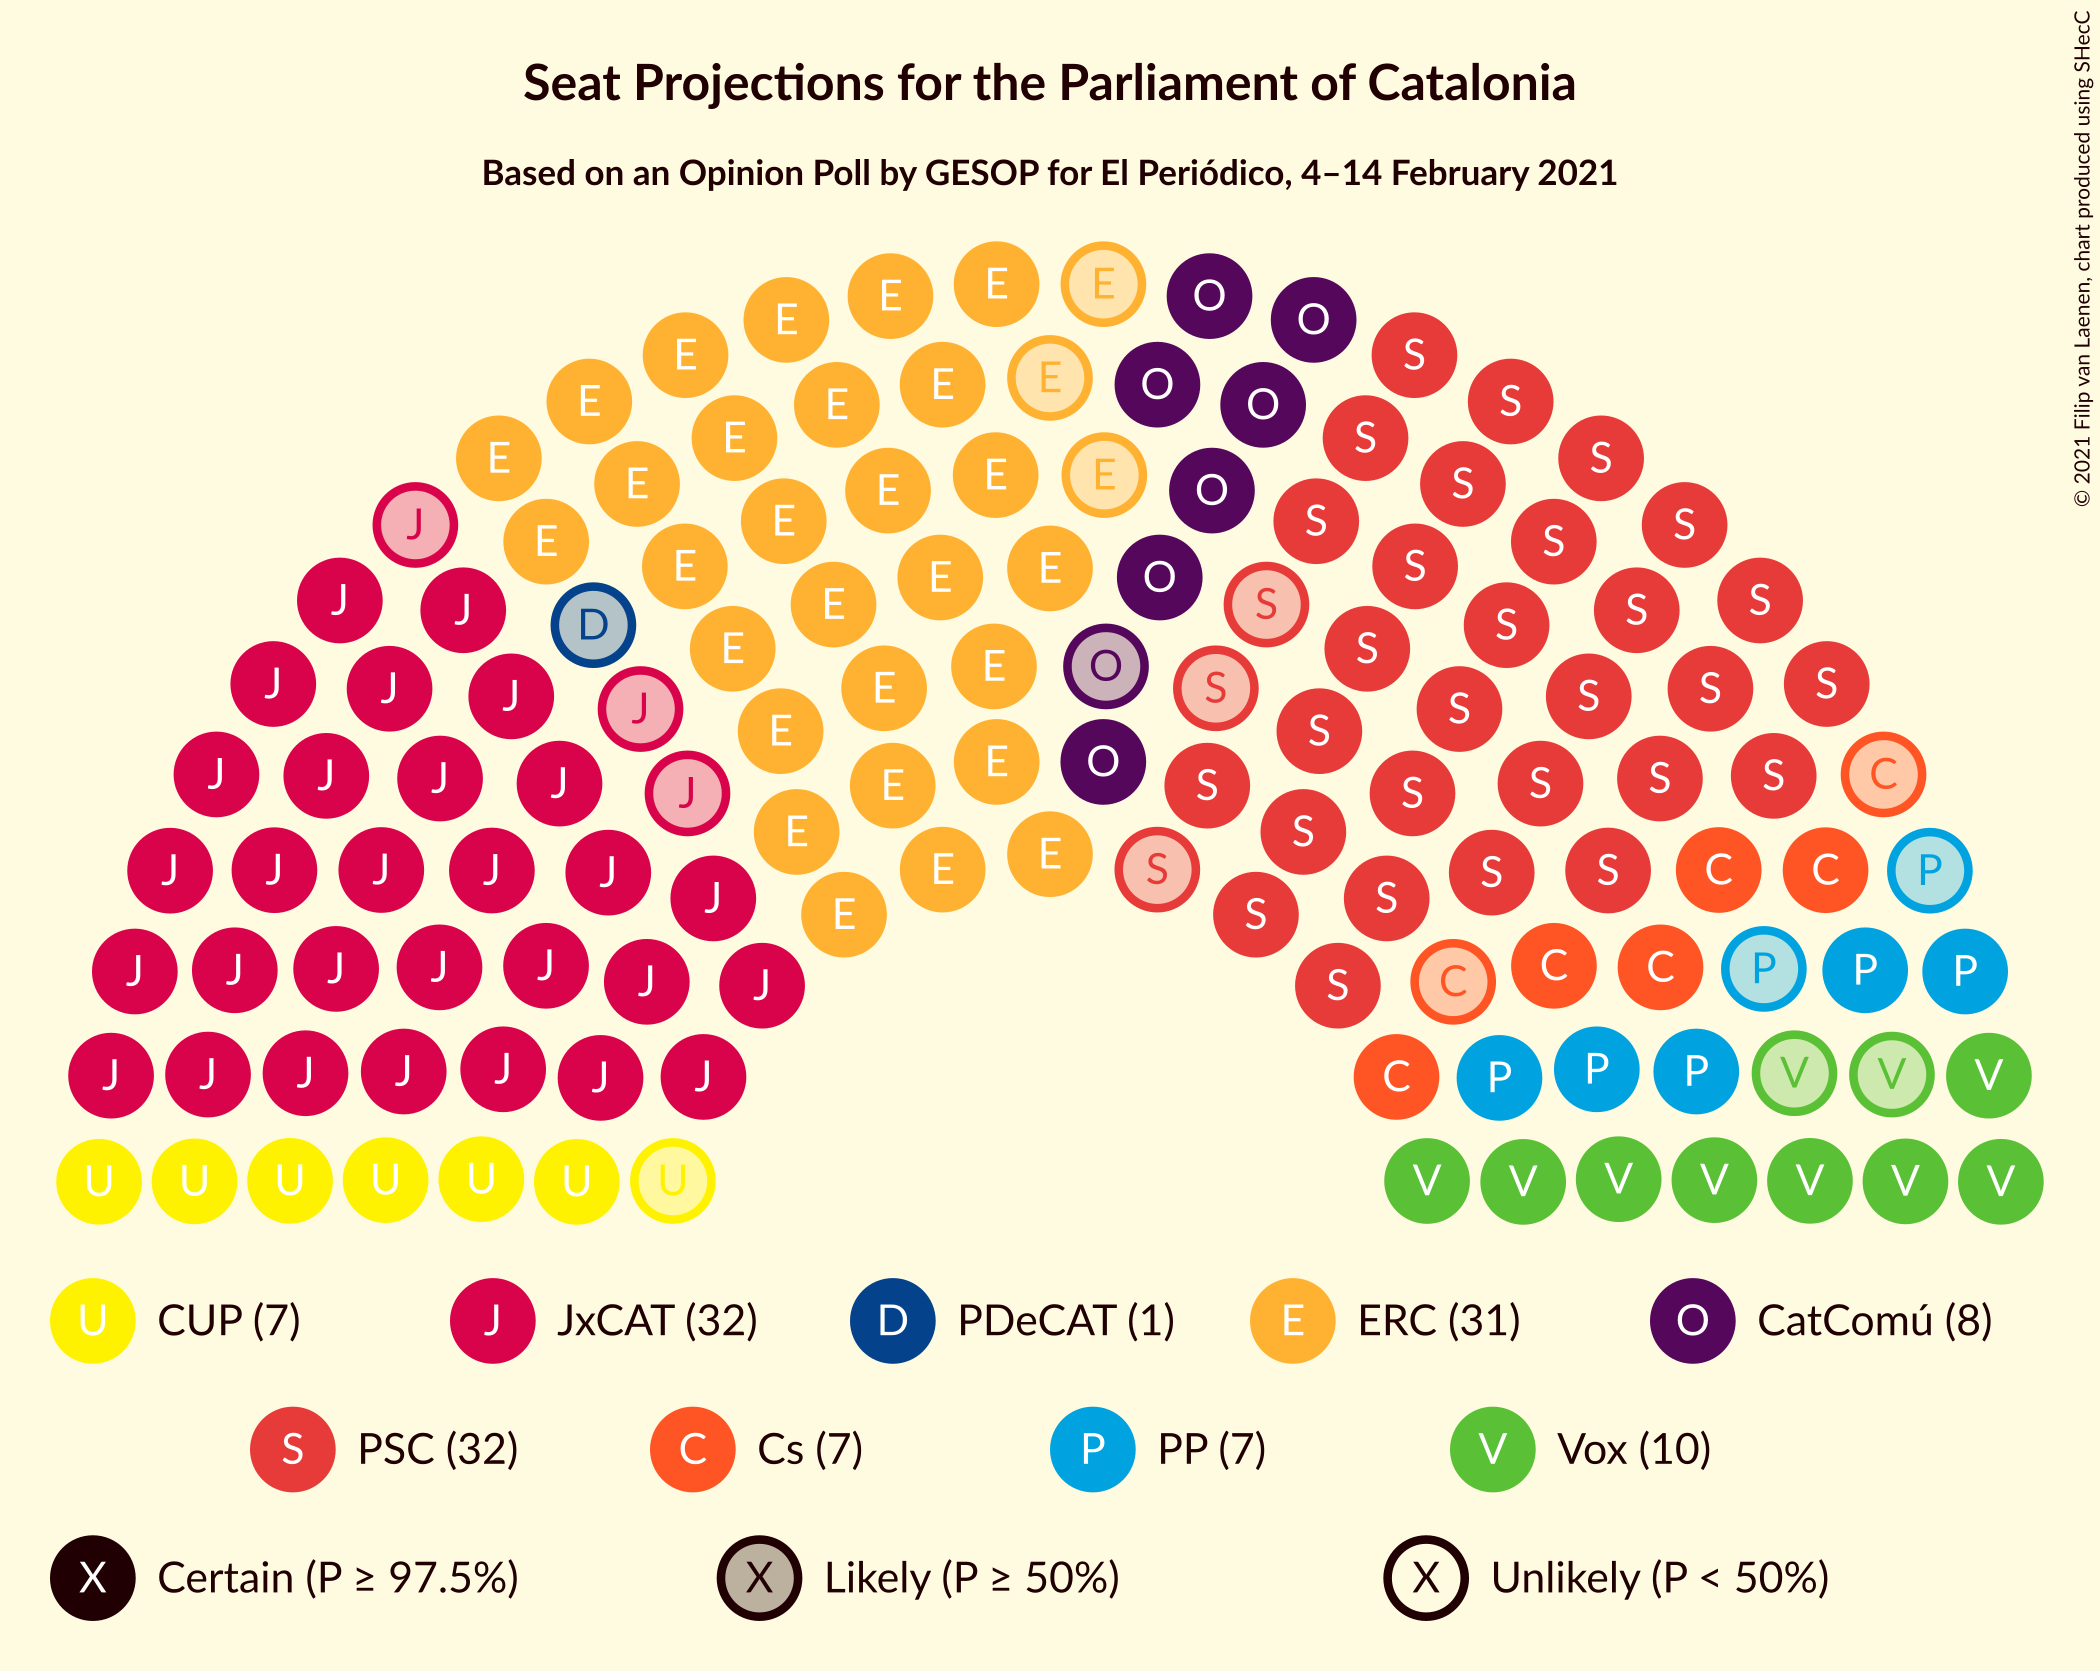 Seat Projections for the Parliament of Catalonia
Based on an Opinion Poll by GESOP for El Periódico, 4–14 February 2021
© 2021 Filip van Laenen, chart produced using SHecC
E E E E O O
E E S S
E E E E O O S S
E E E E O S S
J E E E S S S
J J D E E E E O S S S S S
J J J J E E E E O S S S S S S
J J J J J E E E O S S S S S S C
J J J J J J E E E E S S S S S S C C P
J J J J J J J E S S C C C P P P
J J J J J J J C P P P V V V
U U U U U U U V V V V V V V
U CUP (7) J JxCAT (32) D PDeCAT (1) E ERC (31) O CatComú (8)
S PSC (32) C Cs (7) P PP (7) V Vox (10)
X Certain (P ≥ 97.5%) X Likely (P ≥ 50%) X Unlikely (P < 50%)